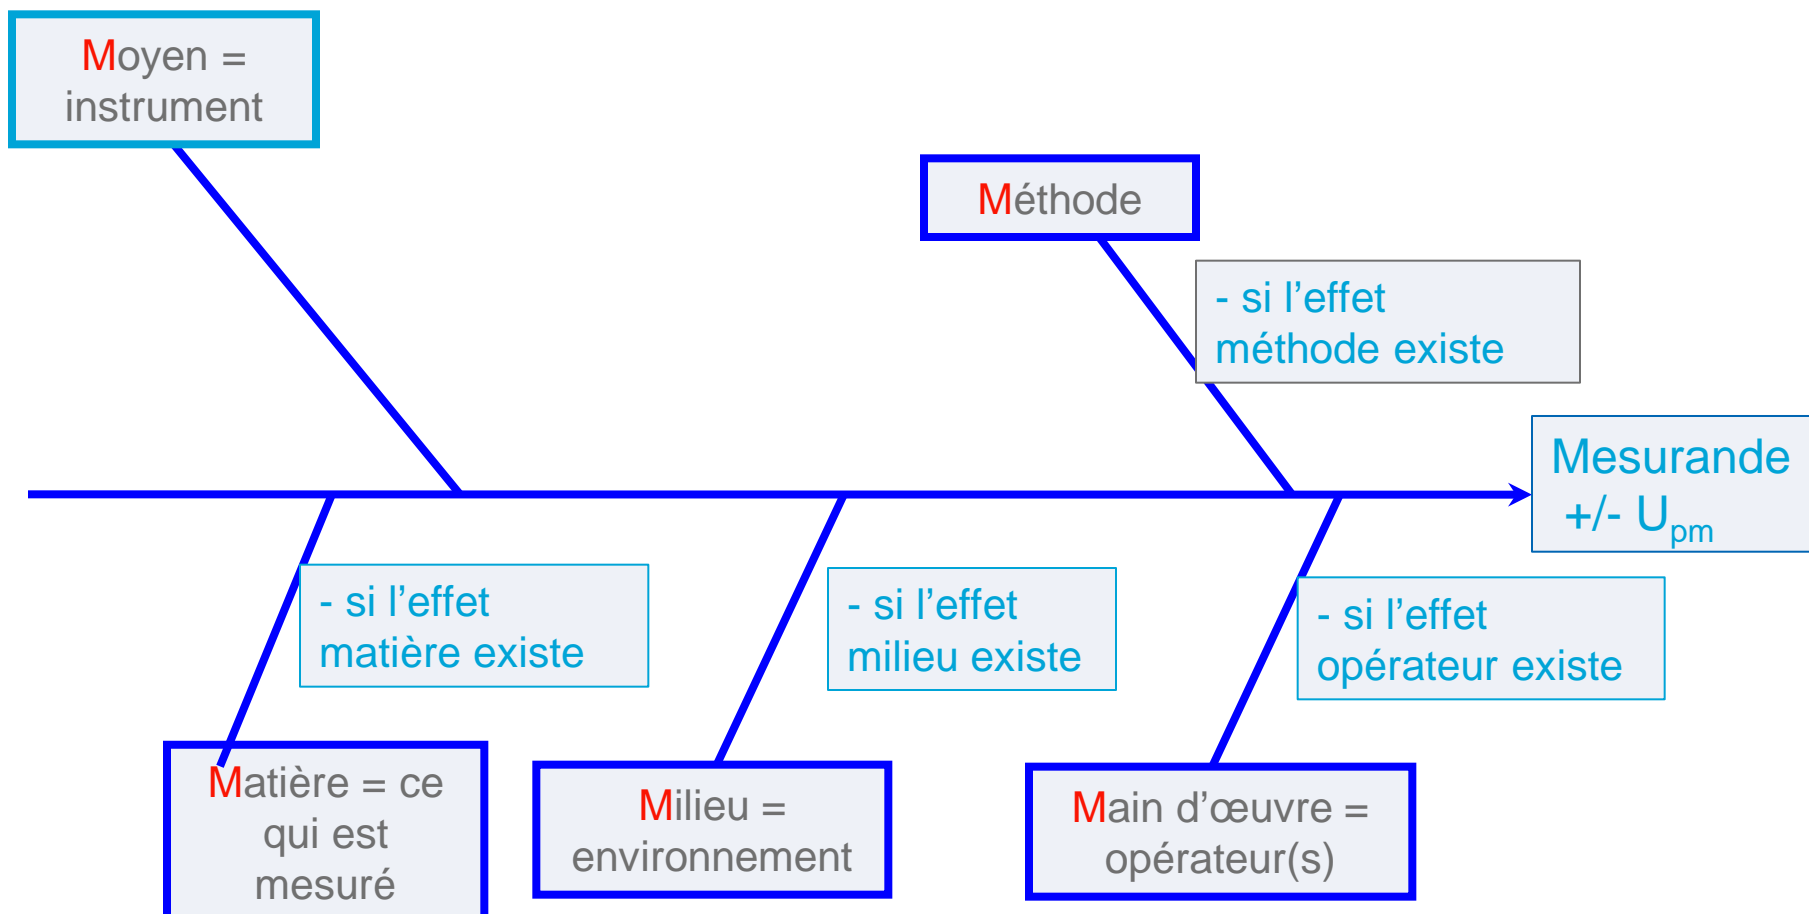 Moyen =
instrument
Méthode
- si l’effet
méthode existe
Mesurande
+/- Upm
- si l’effet
matière existe
- si l’effet
milieu existe
- si l’effet
opérateur existe
Matière = ce
qui est
mesuré
Milieu =
environnement
Main d’œuvre =
opérateur(s)